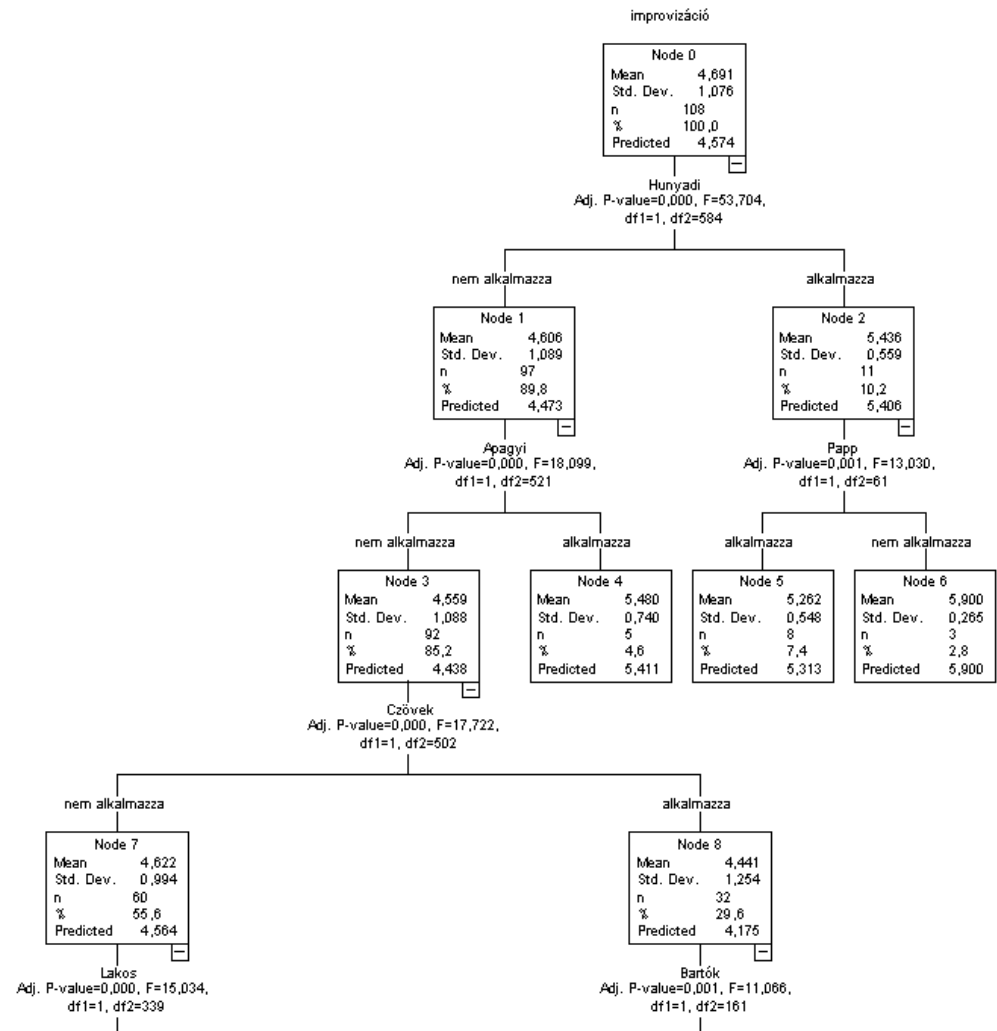 improvizáció
Node 0
Mean 4,691
Std. Dev. 1,076
n 108
% 100,0
Predicted 4,574
Hunyadi
Adj. P-value=0,000, F=53,704,
df1=1, df2=584
nem alkalmazza
alkalmazza
Node 1
Mean 4,606
Std. Dev. 1,089
n 97
% 89,8
Predicted 4,473
Node 2
Mean 5,436
Std. Dev. 0,559
n 11
% 10,2
Predicted 5,406
Apagyi
Adj. P-value=0,000, F=18,099,
df1=1, df2=521
Papp
Adj. P-value=0,001, F=13,030,
df1=1, df2=61
nem alkalmazza
alkalmazza
alkalmazza
nem alkalmazza
Node 3
Mean 4,559
Std. Dev. 1,088
n 92
% 85,2
Predicted 4,438
Node 4
Mean 5,480
Std. Dev. 0,740
n 5
% 4,6
Predicted 5,411
Node 5
Mean 5,262
Std. Dev. 0,548
n 8
% 7,4
Predicted 5,313
Node 6
Mean 5,900
Std. Dev. 0,265
n 3
% 2,8
Predicted 5,900
Czövek
Adj. P-value=0,000, F=17,722,
df1=1, df2=502
nem alkalmazza
alkalmazza
Node 7
Mean 4,622
Std. Dev. 0,994
n 60
% 55,6
Predicted 4,564
Node 8
Mean 4,441
Std. Dev. 1,254
n 32
% 29,6
Predicted 4,175
Lakos
Adj. P-value=0,000, F=15,034,
df1=1, df2=339
Bartók
Adj. P-value=0,001, F=11,066,
df1=1, df2=161